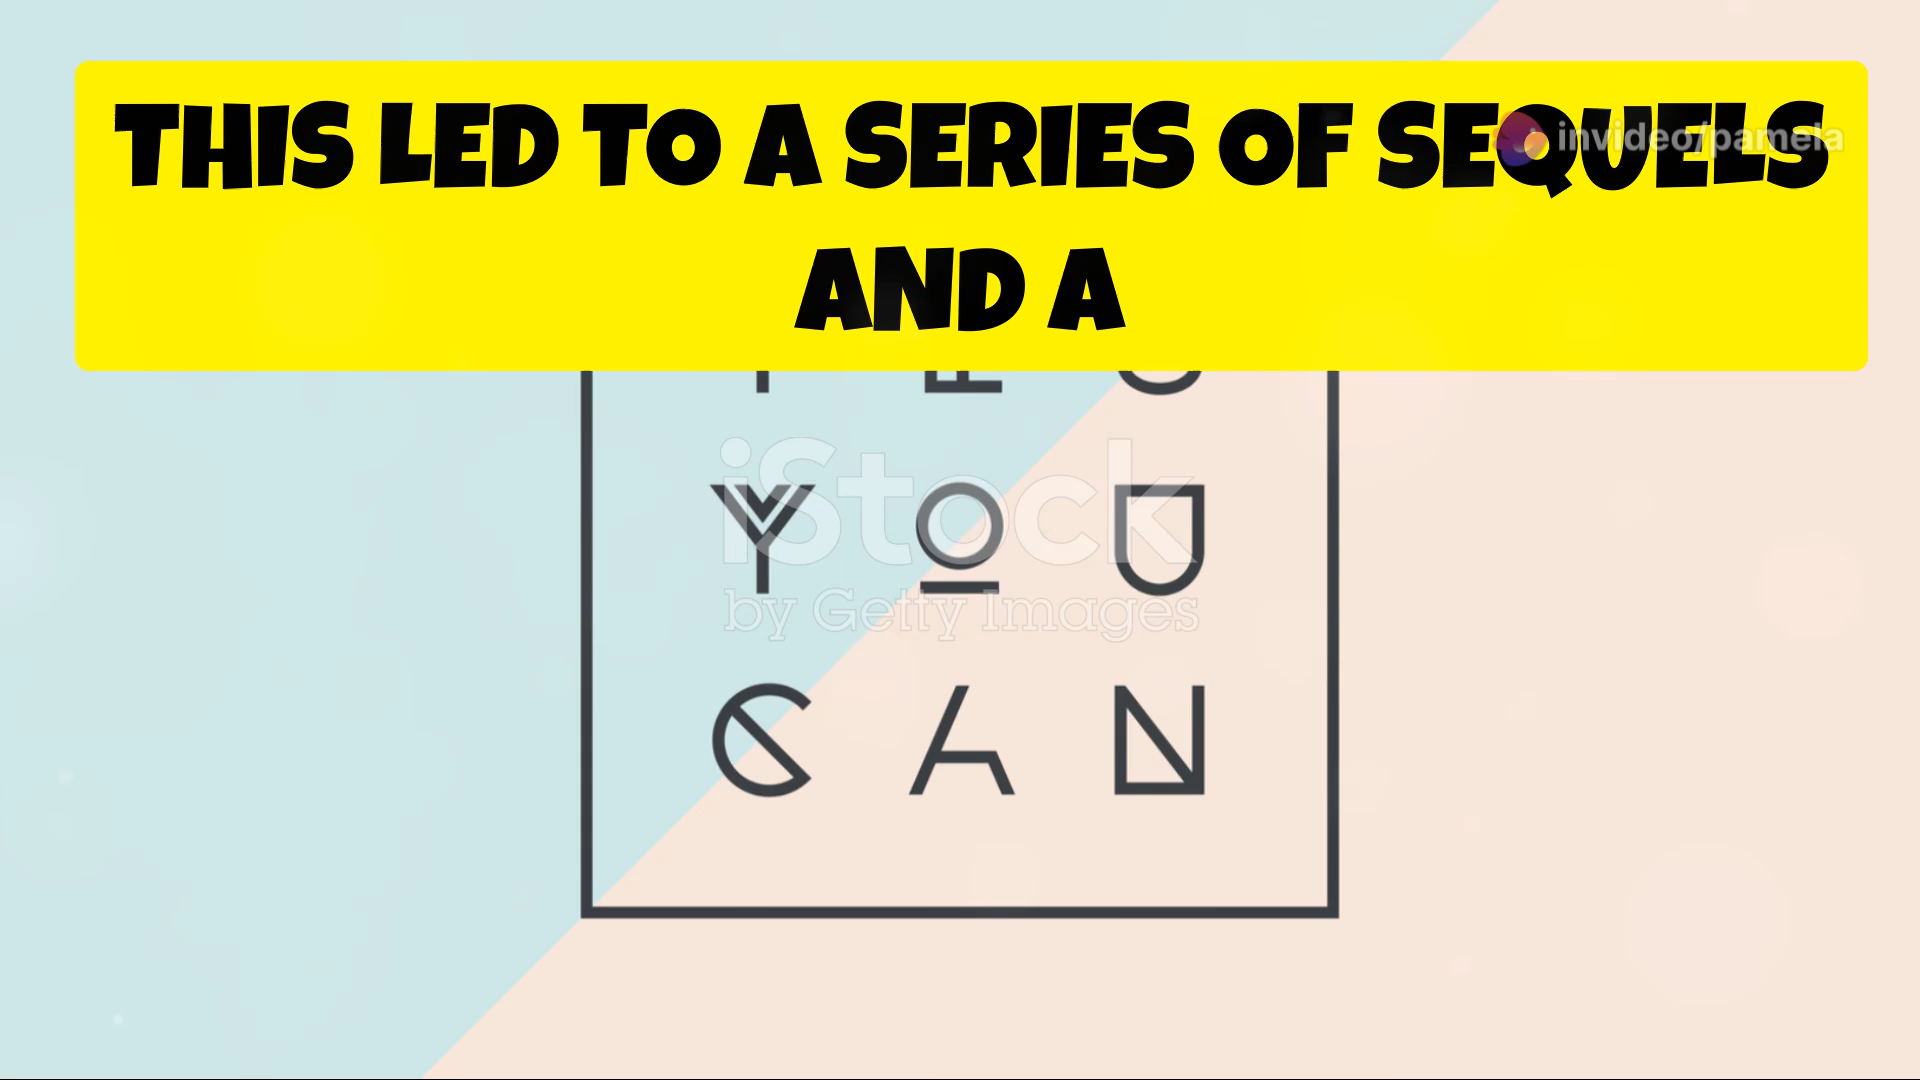 THIS LED TO A SERIES OF SEQUELS
invideo/pamela
AND A
YOU
iStock
by Getty Images
CAN